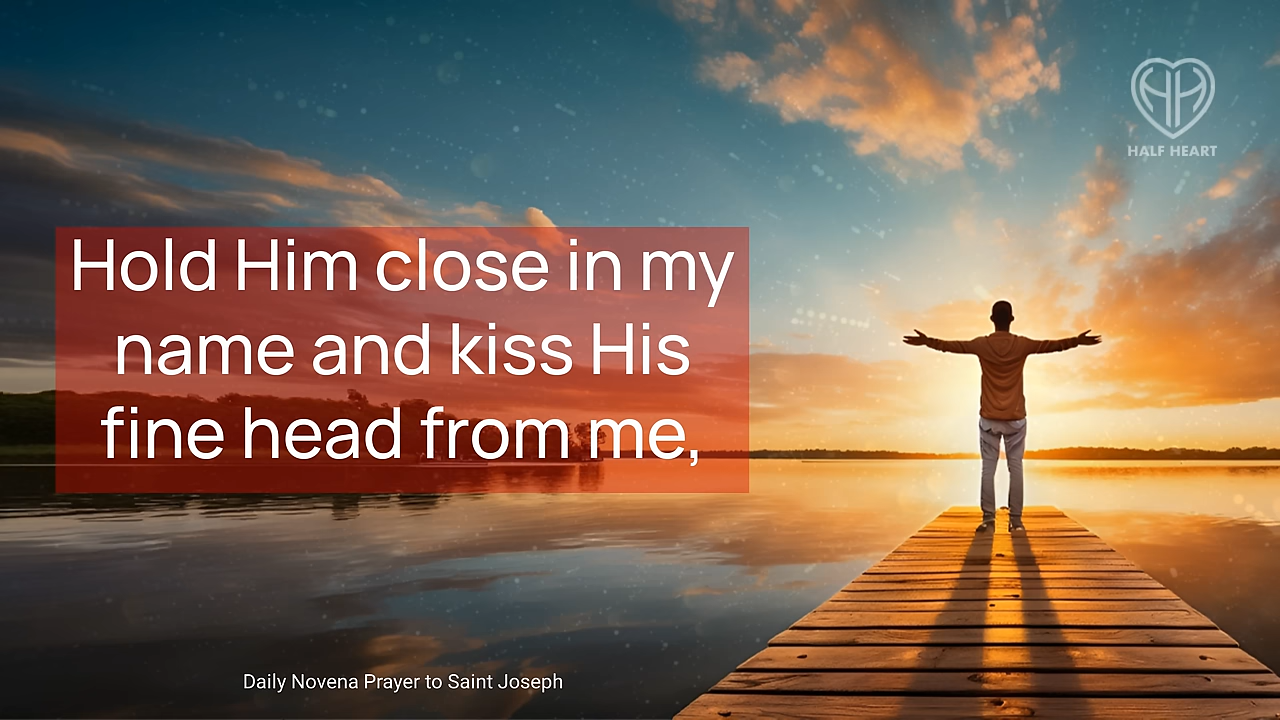 HALF HEART
Hold Him close in my
name and kiss His
fine head from me,
Daily Novena Prayer to Saint Joseph